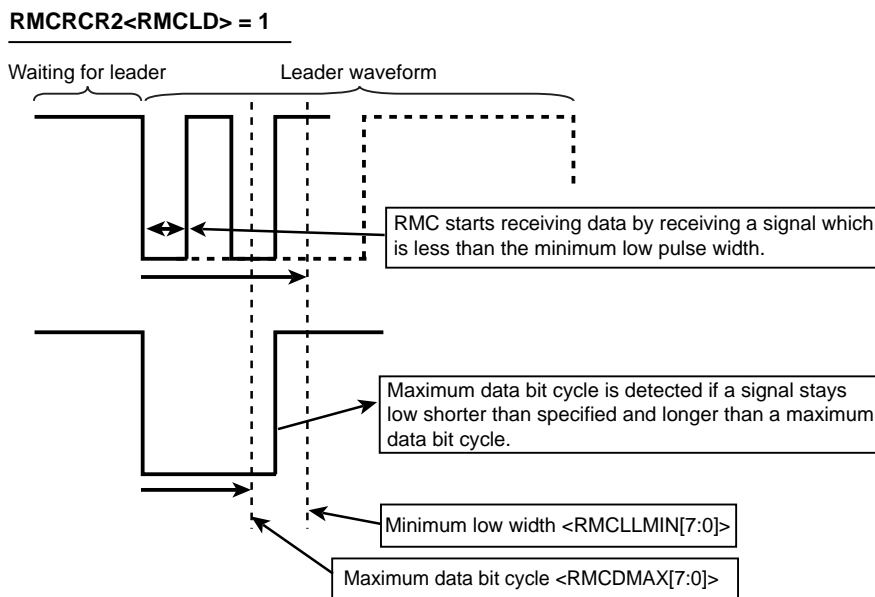 RMCRCR2<RMCLD> = 1
Waiting for leader
Leader waveform
RMC starts receiving data by receiving a signal which
is less than the minimum low pulse width.
Maximum data bit cycle is detected if a signal stays
low shorter than specified and longer than a maximum
data bit cycle.
Minimum low width <RMCLLMIN[7:0]>
Maximum data bit cycle <RMCDMAX[7:0]>